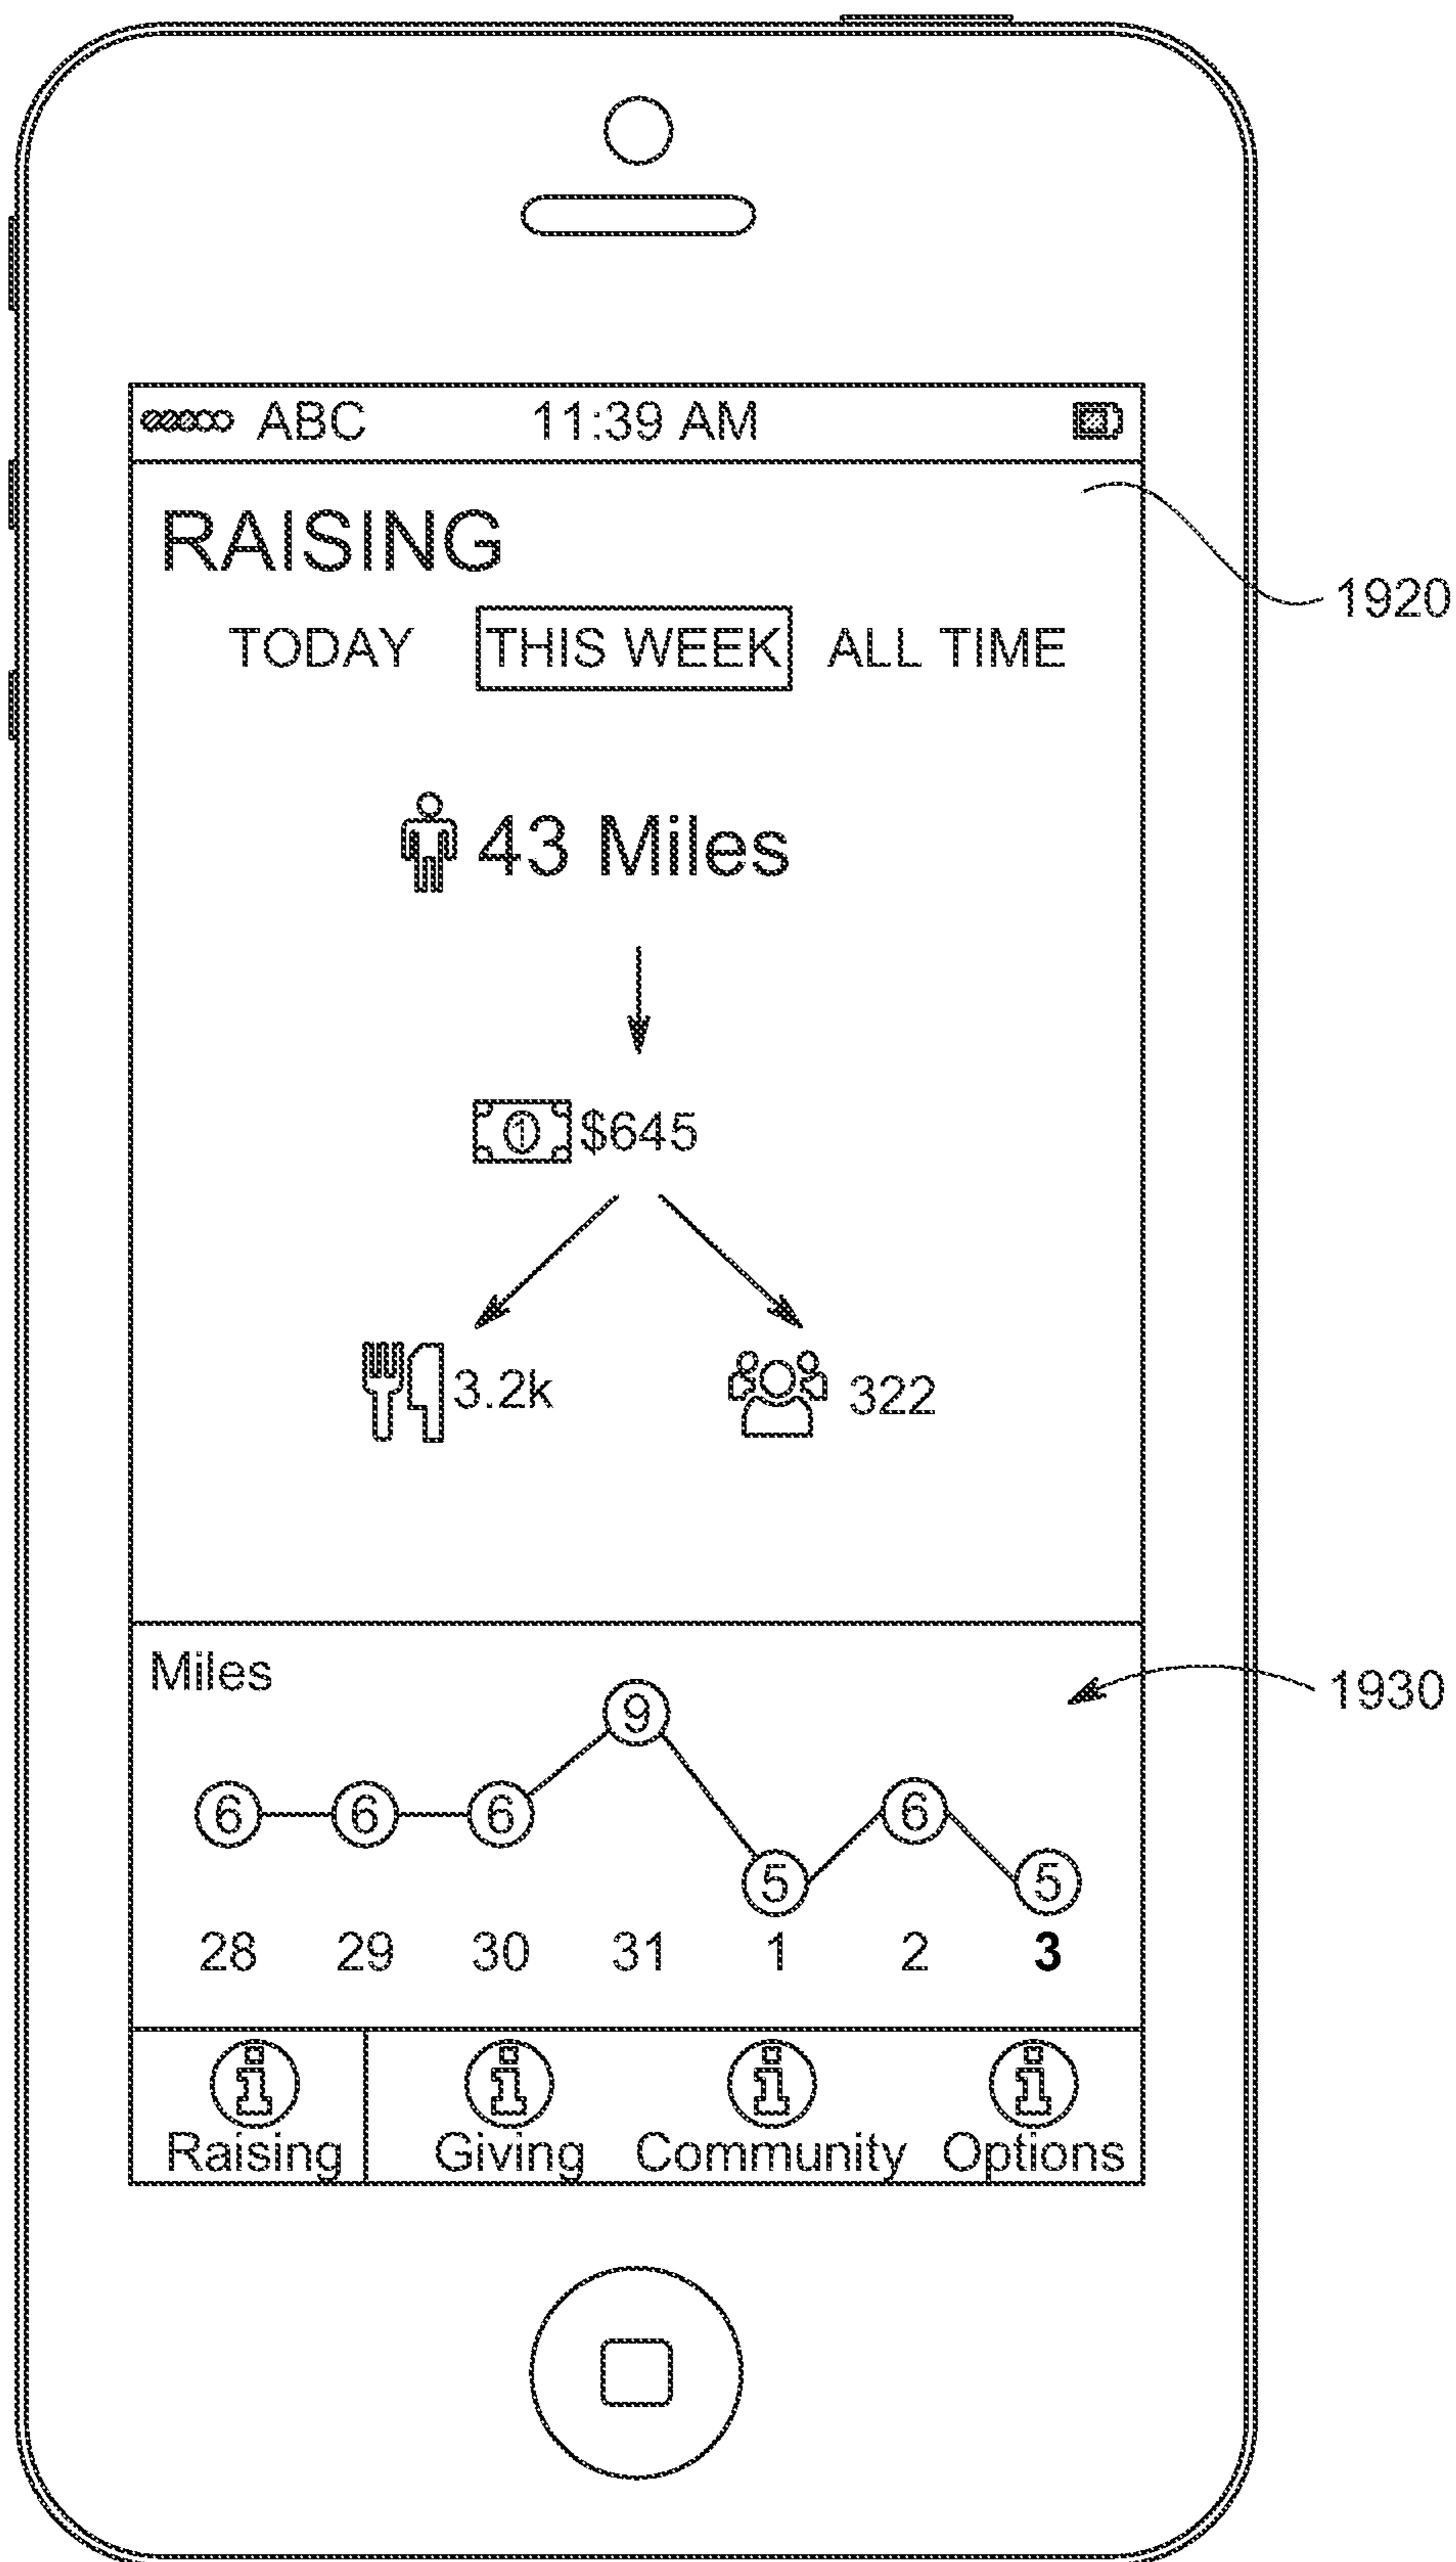 ABC 11:39 AM
RAISING
1920
TODAY THIS WEEK ALL TIME
43 Miles
1 $645
3.2k 322
Miles
1930
9
6 6 6 6
5 5
28 29 30 31 1 2 3
i i i i
Raising Giving Community Options